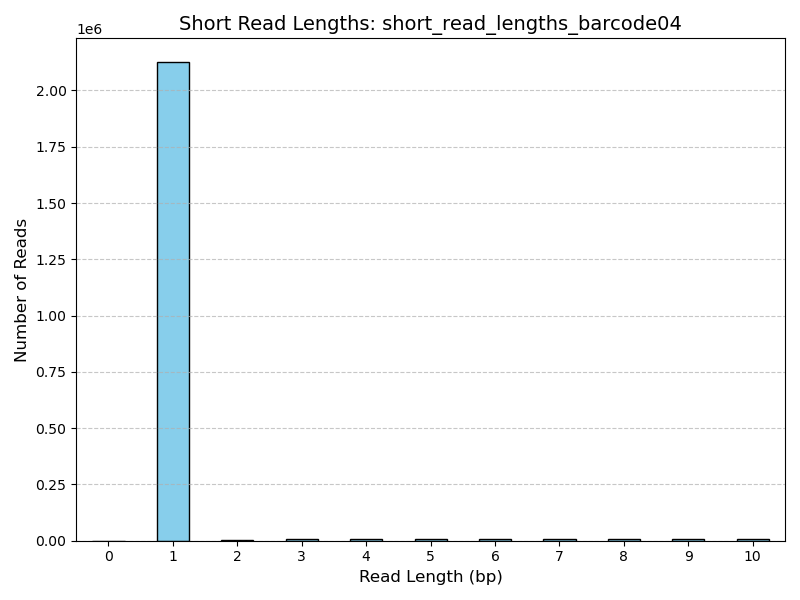 Short Read Lengths: short_read_lengths_barcode04
1e6
2.00
1.75
1.50
1.25
1.00
0.75
0.50
0.25
0.00
Number of Reads
0 1 2 3 4 5 6 7 8 9 10
Read Length (bp)